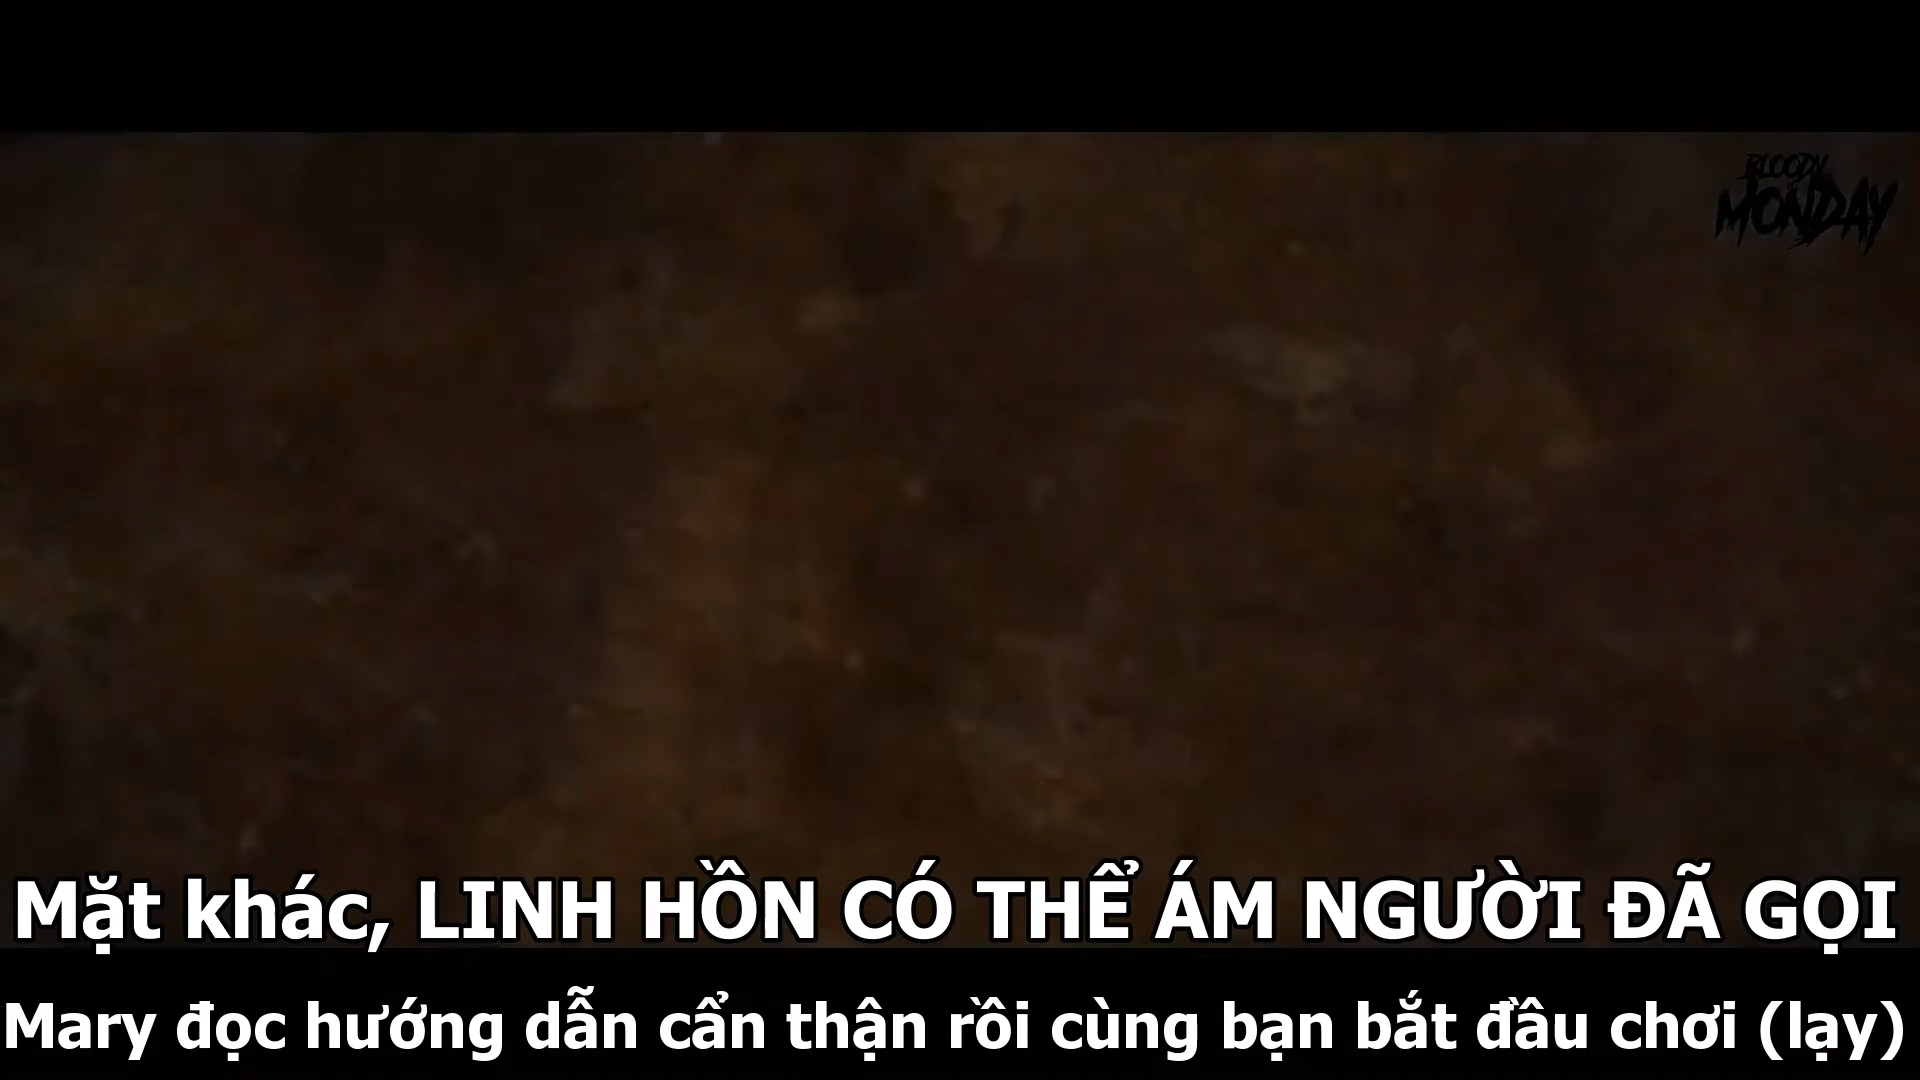 BLOODY
MONDAY
Mặt khác, LINH HỒN CÓ THỂ ÁM NGƯỜI ĐÃ GỌI
Mary đọc hướng dẫn cẩn thận rồi cùng bạn bắt đầu chơi (lạy)